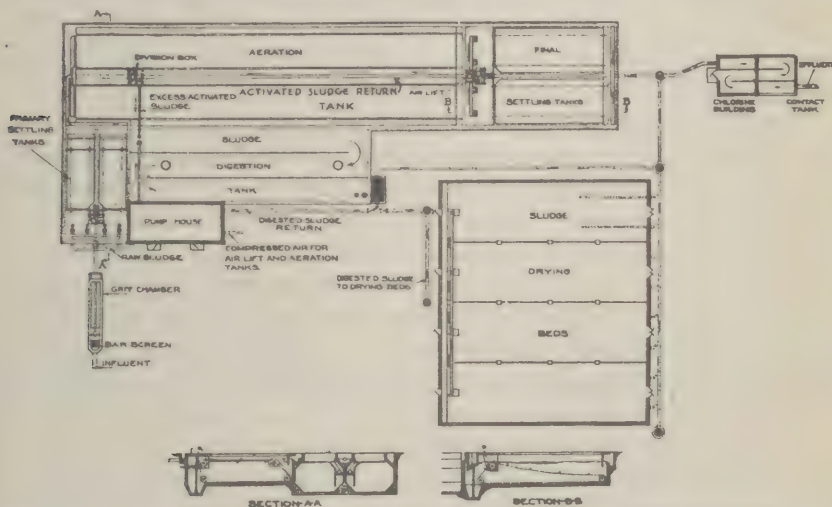 A
AERATION
FINAL
DIVISION BOX
EFFLUENT
ACTIVATED SLUDGE RETURN
AIR LIFT
EXCESS ACTIVATED
SLUDGE
TANK
B
SETTLING TANKS
B
CHLORINE
BUILDING
CONTACT
TANK
PRIMARY
SETTLING
TANKS
SLUDGE
DIGESTION
TANK
PUMP HOUSE
DIGESTED SLUDGE
RETURN
SLUDGE
RAW SLUDGE
COMPRESSED AIR FOR
AIR LIFT AND AERATION
TANKS.
A
DRYING
DIGESTED SLUDGE
TO DRYING BEDS
GRIT CHAMBER
BEDS
BAR SCREEN
INFLUENT
SECTION-A-A
SECTION-B-B